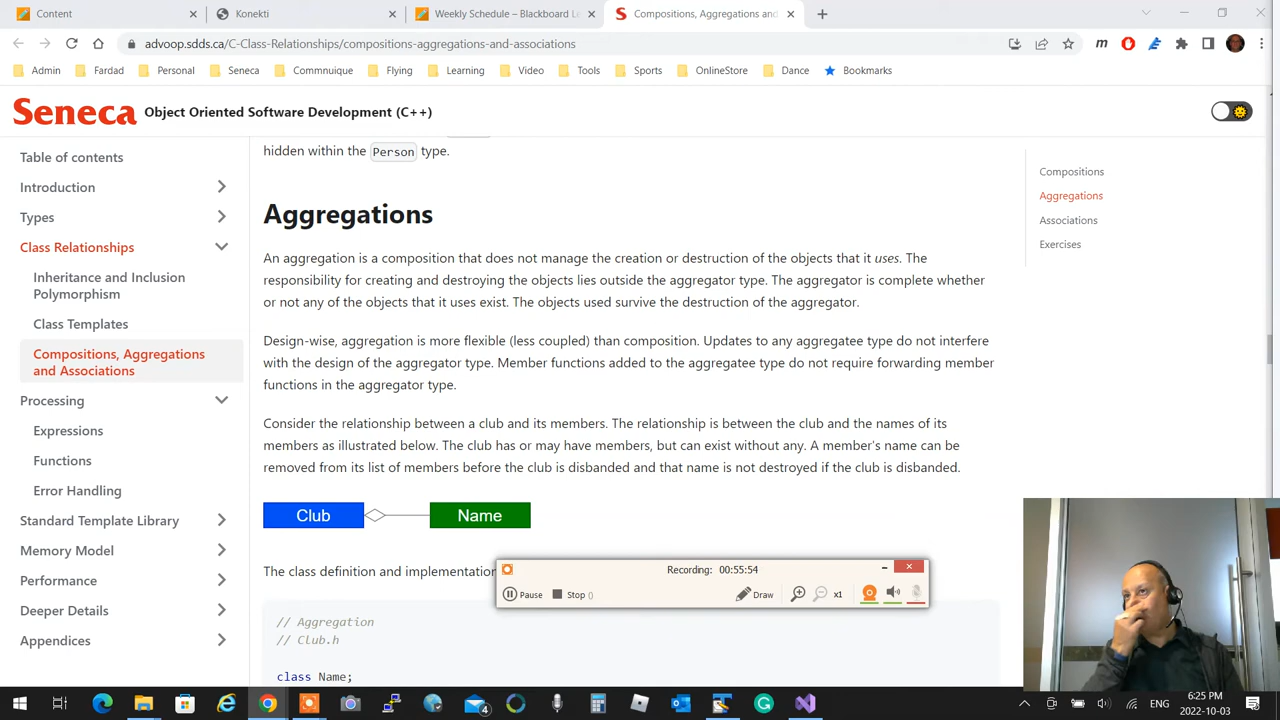 Content
Konekti
Weekly Schedule – Blackboard Le
Compositions, Aggregations and
advoop.sdds.ca/C-Class-Relationships/compositions-aggregations-and-associations
Admin
Fardad
Personal
Seneca
Commnuique
Flying
Learning
Video
Tools
Sports
OnlineStore
Dance
Bookmarks
Seneca
Object Oriented Software Development (C++)
Table of contents
Introduction
Types
Class Relationships
Inheritance and Inclusion
Polymorphism
Class Templates
Compositions, Aggregations
and Associations
Processing
Expressions
Functions
Error Handling
Standard Template Library
Memory Model
Performance
Deeper Details
Appendices
hidden within the Person type.
Aggregations
An aggregation is a composition that does not manage the creation or destruction of the objects that it uses. The
responsibility for creating and destroying the objects lies outside the aggregator type. The aggregator is complete whether
or not any of the objects that it uses exist. The objects used survive the destruction of the aggregator.
Design-wise, aggregation is more flexible (less coupled) than composition. Updates to any aggregatee type do not interfere
with the design of the aggregator type. Member functions added to the aggregatee type do not require forwarding member
functions in the aggregator type.
Consider the relationship between a club and its members. The relationship is between the club and the names of its
members as illustrated below. The club has or may have members, but can exist without any. A member's name can be
removed from its list of members before the club is disbanded and that name is not destroyed if the club is disbanded.
Club
Name
The class definition and implementation
// Aggregation
// Club.h
class Name;
Compositions
Aggregations
Associations
Exercises
Recording: 00:55:54
Pause
Stop ()
Draw
x1
ENG
6:25 PM
2022-10-03